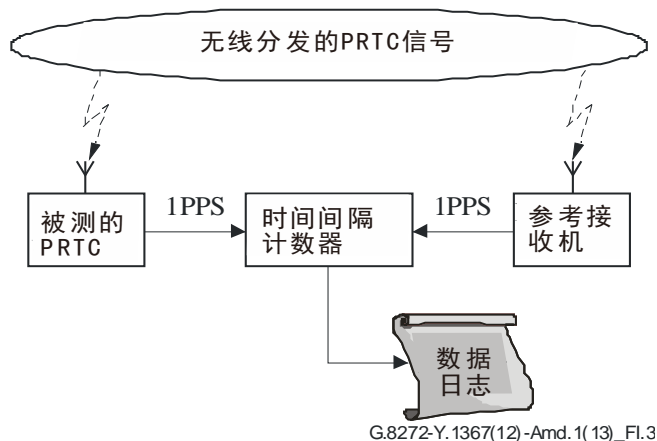 无线分发的PRTC信号
被测的
PRTC
1PPS
时间间隔
计数器
1PPS
参考接
收机
数据
日志
G.8272-Y.1367(12)-Amd.1(13)_FI.3